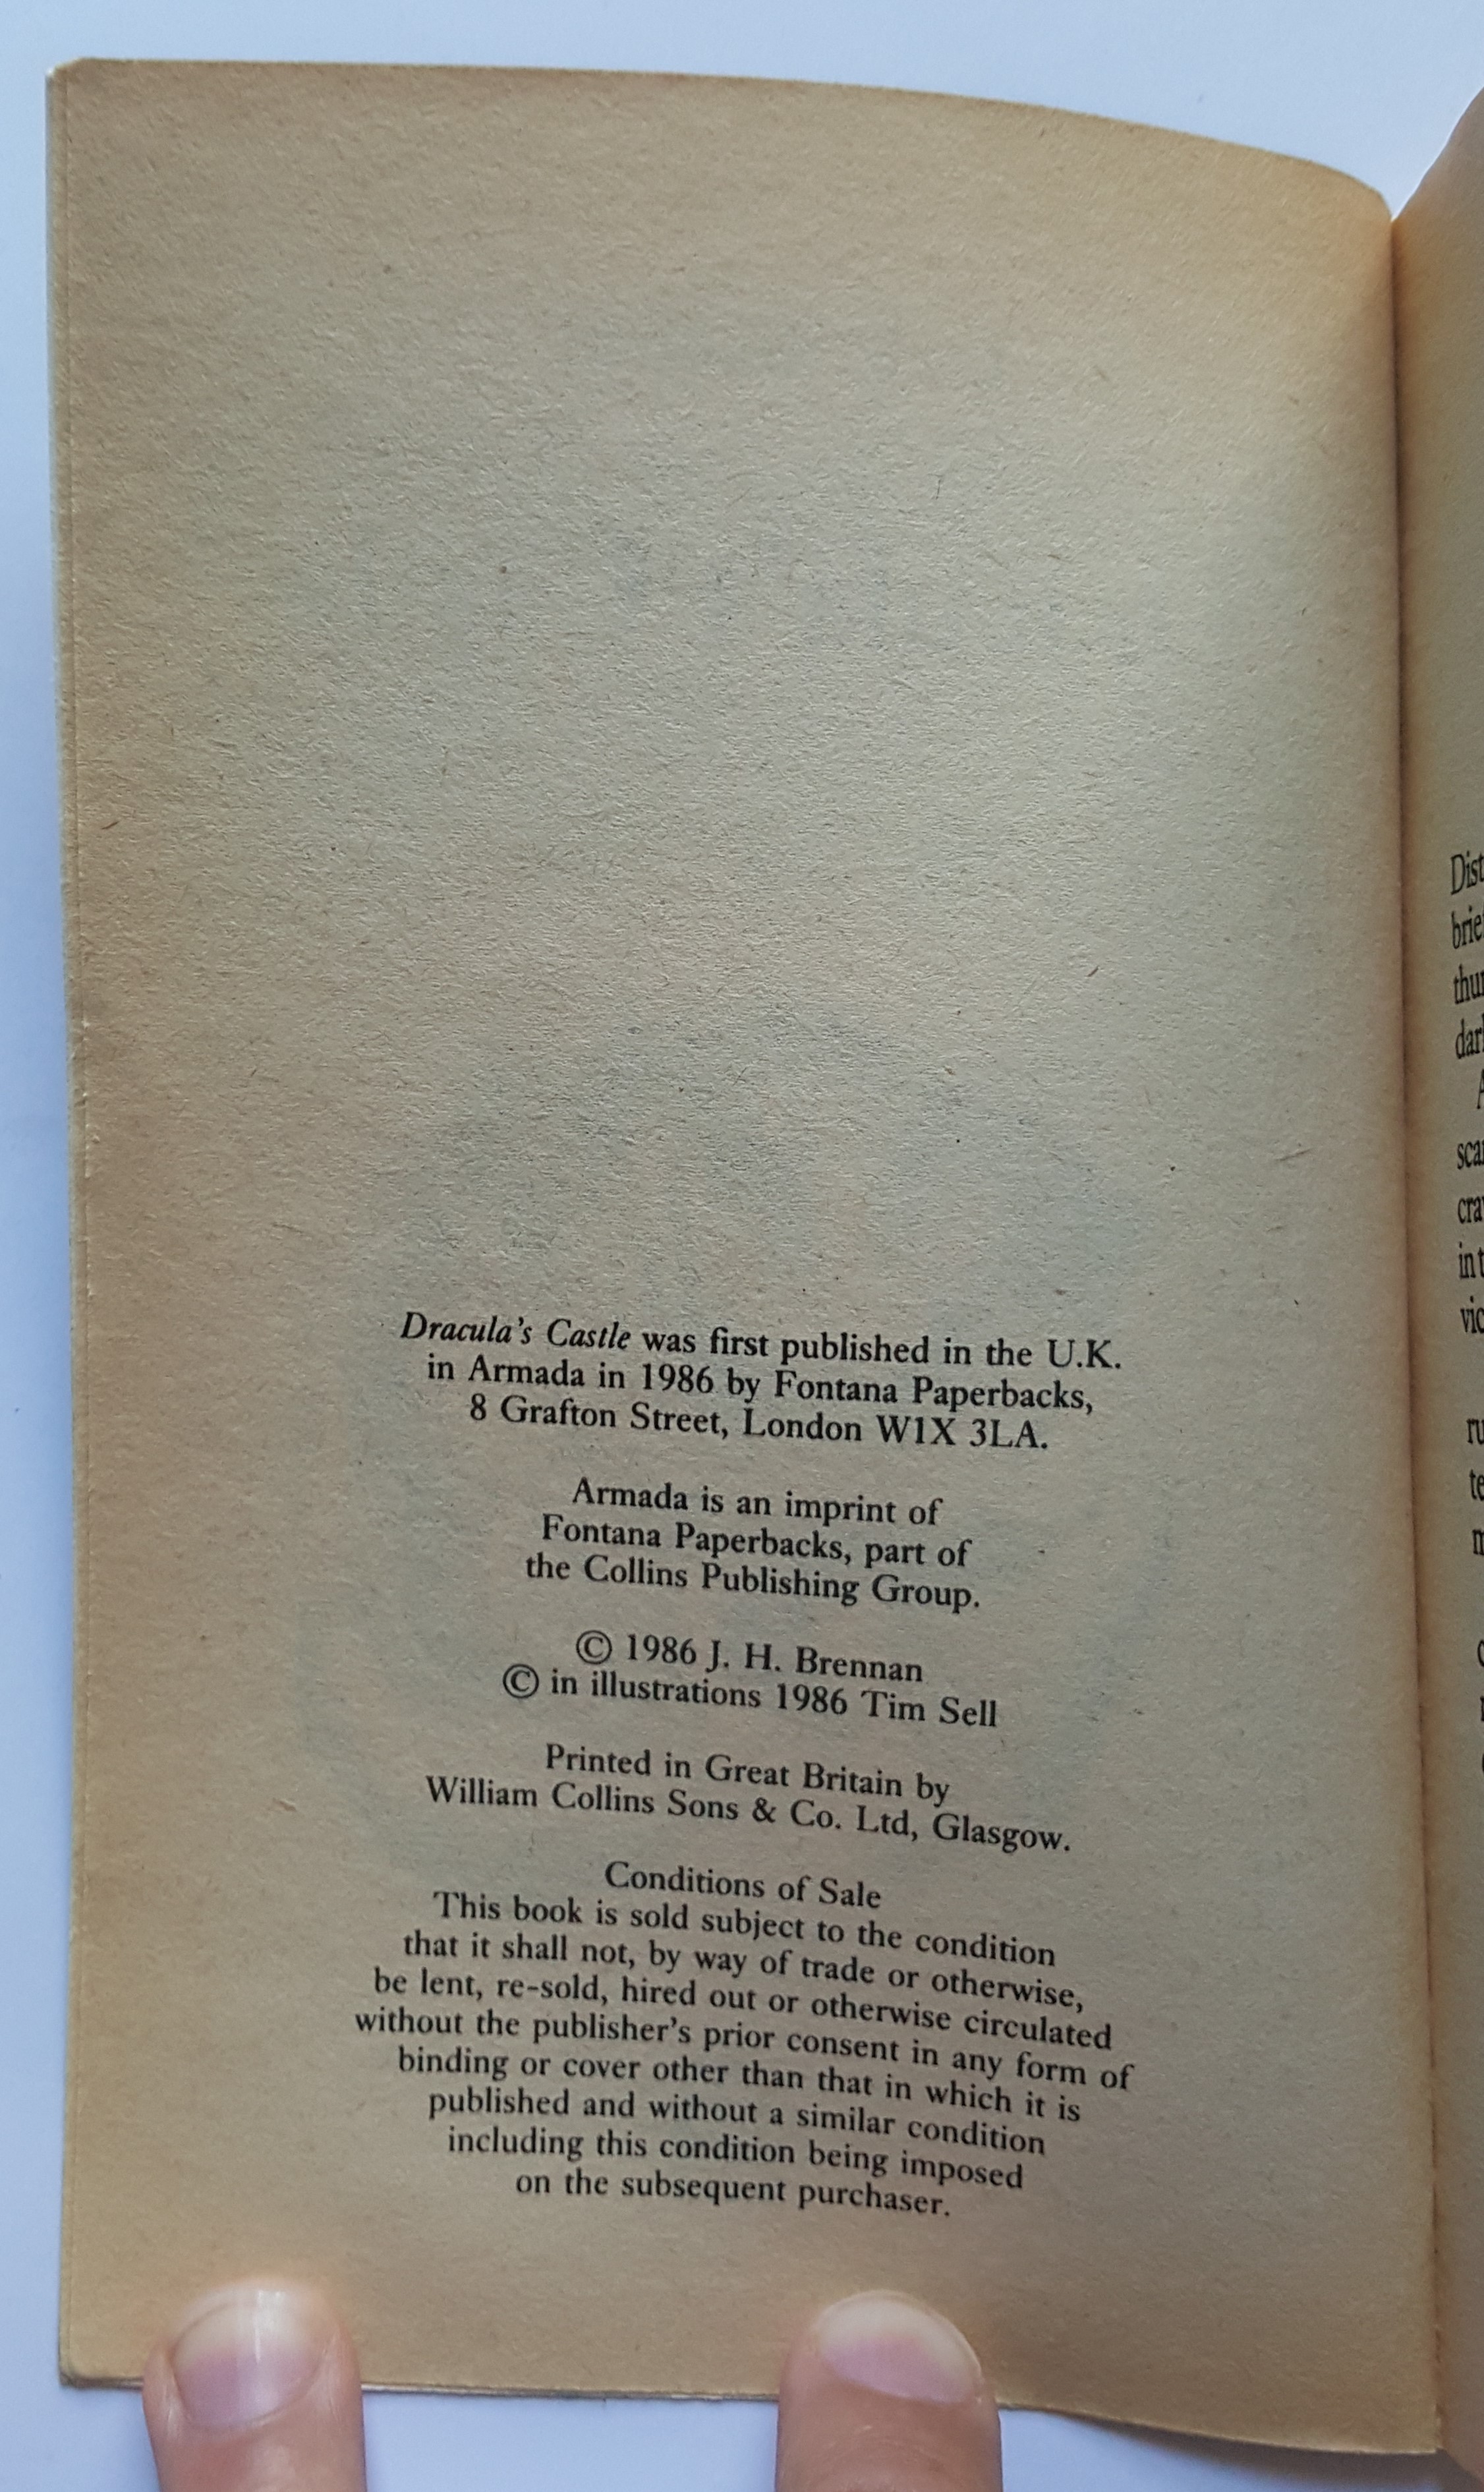 Dracula's Castle was first published in the U.K.
in Armada in 1986 by Fontana Paperbacks,
8 Grafton Street, London W1X 3LA.
Armada is an imprint of
Fontana Paperbacks, part of
the Collins Publishing Group.
© 1986 J. H. Brennan
© in illustrations 1986 Tim Sell
Printed in Great Britain by
William Collins Sons & Co. Ltd, Glasgow.
Conditions of Sale
This book is sold subject to the condition
that it shall not, by way of trade or otherwise,
be lent, re-sold, hired out or otherwise circulated
without the publisher's prior consent in any form of
binding or cover other than that in which it is
published and without a similar condition
including this condition being imposed
on the subsequent purchaser.